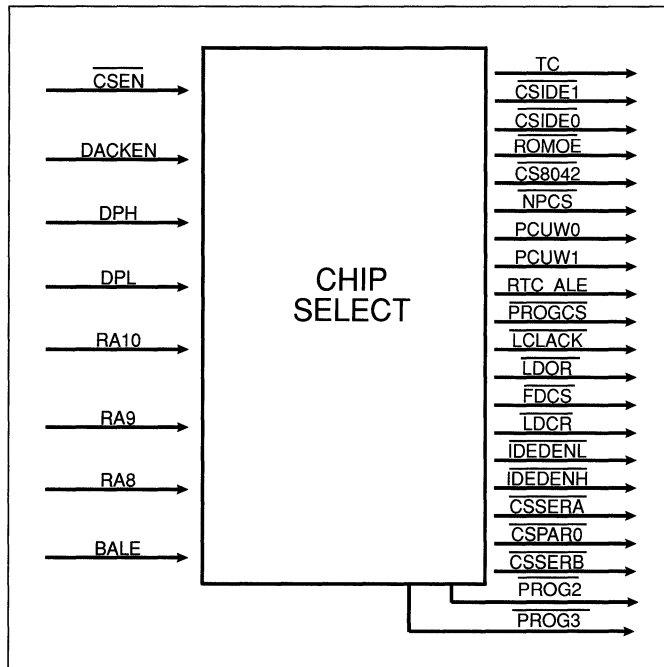 CSEN
DACKEN
DPH
DPL
RA10
RA9
RA8
BALE
CHIP
SELECT
TC
CSIDE1
CSIDE0
ROMOE
CS8042
NPCS
PCUW0
PCUW1
RTC ALE
PROGCS
LCLACK
LDOR
FDCS
LDCR
IDEDENL
IDEDENH
CSSERA
CSPAR0
CSSERB
PROG2
PROG3